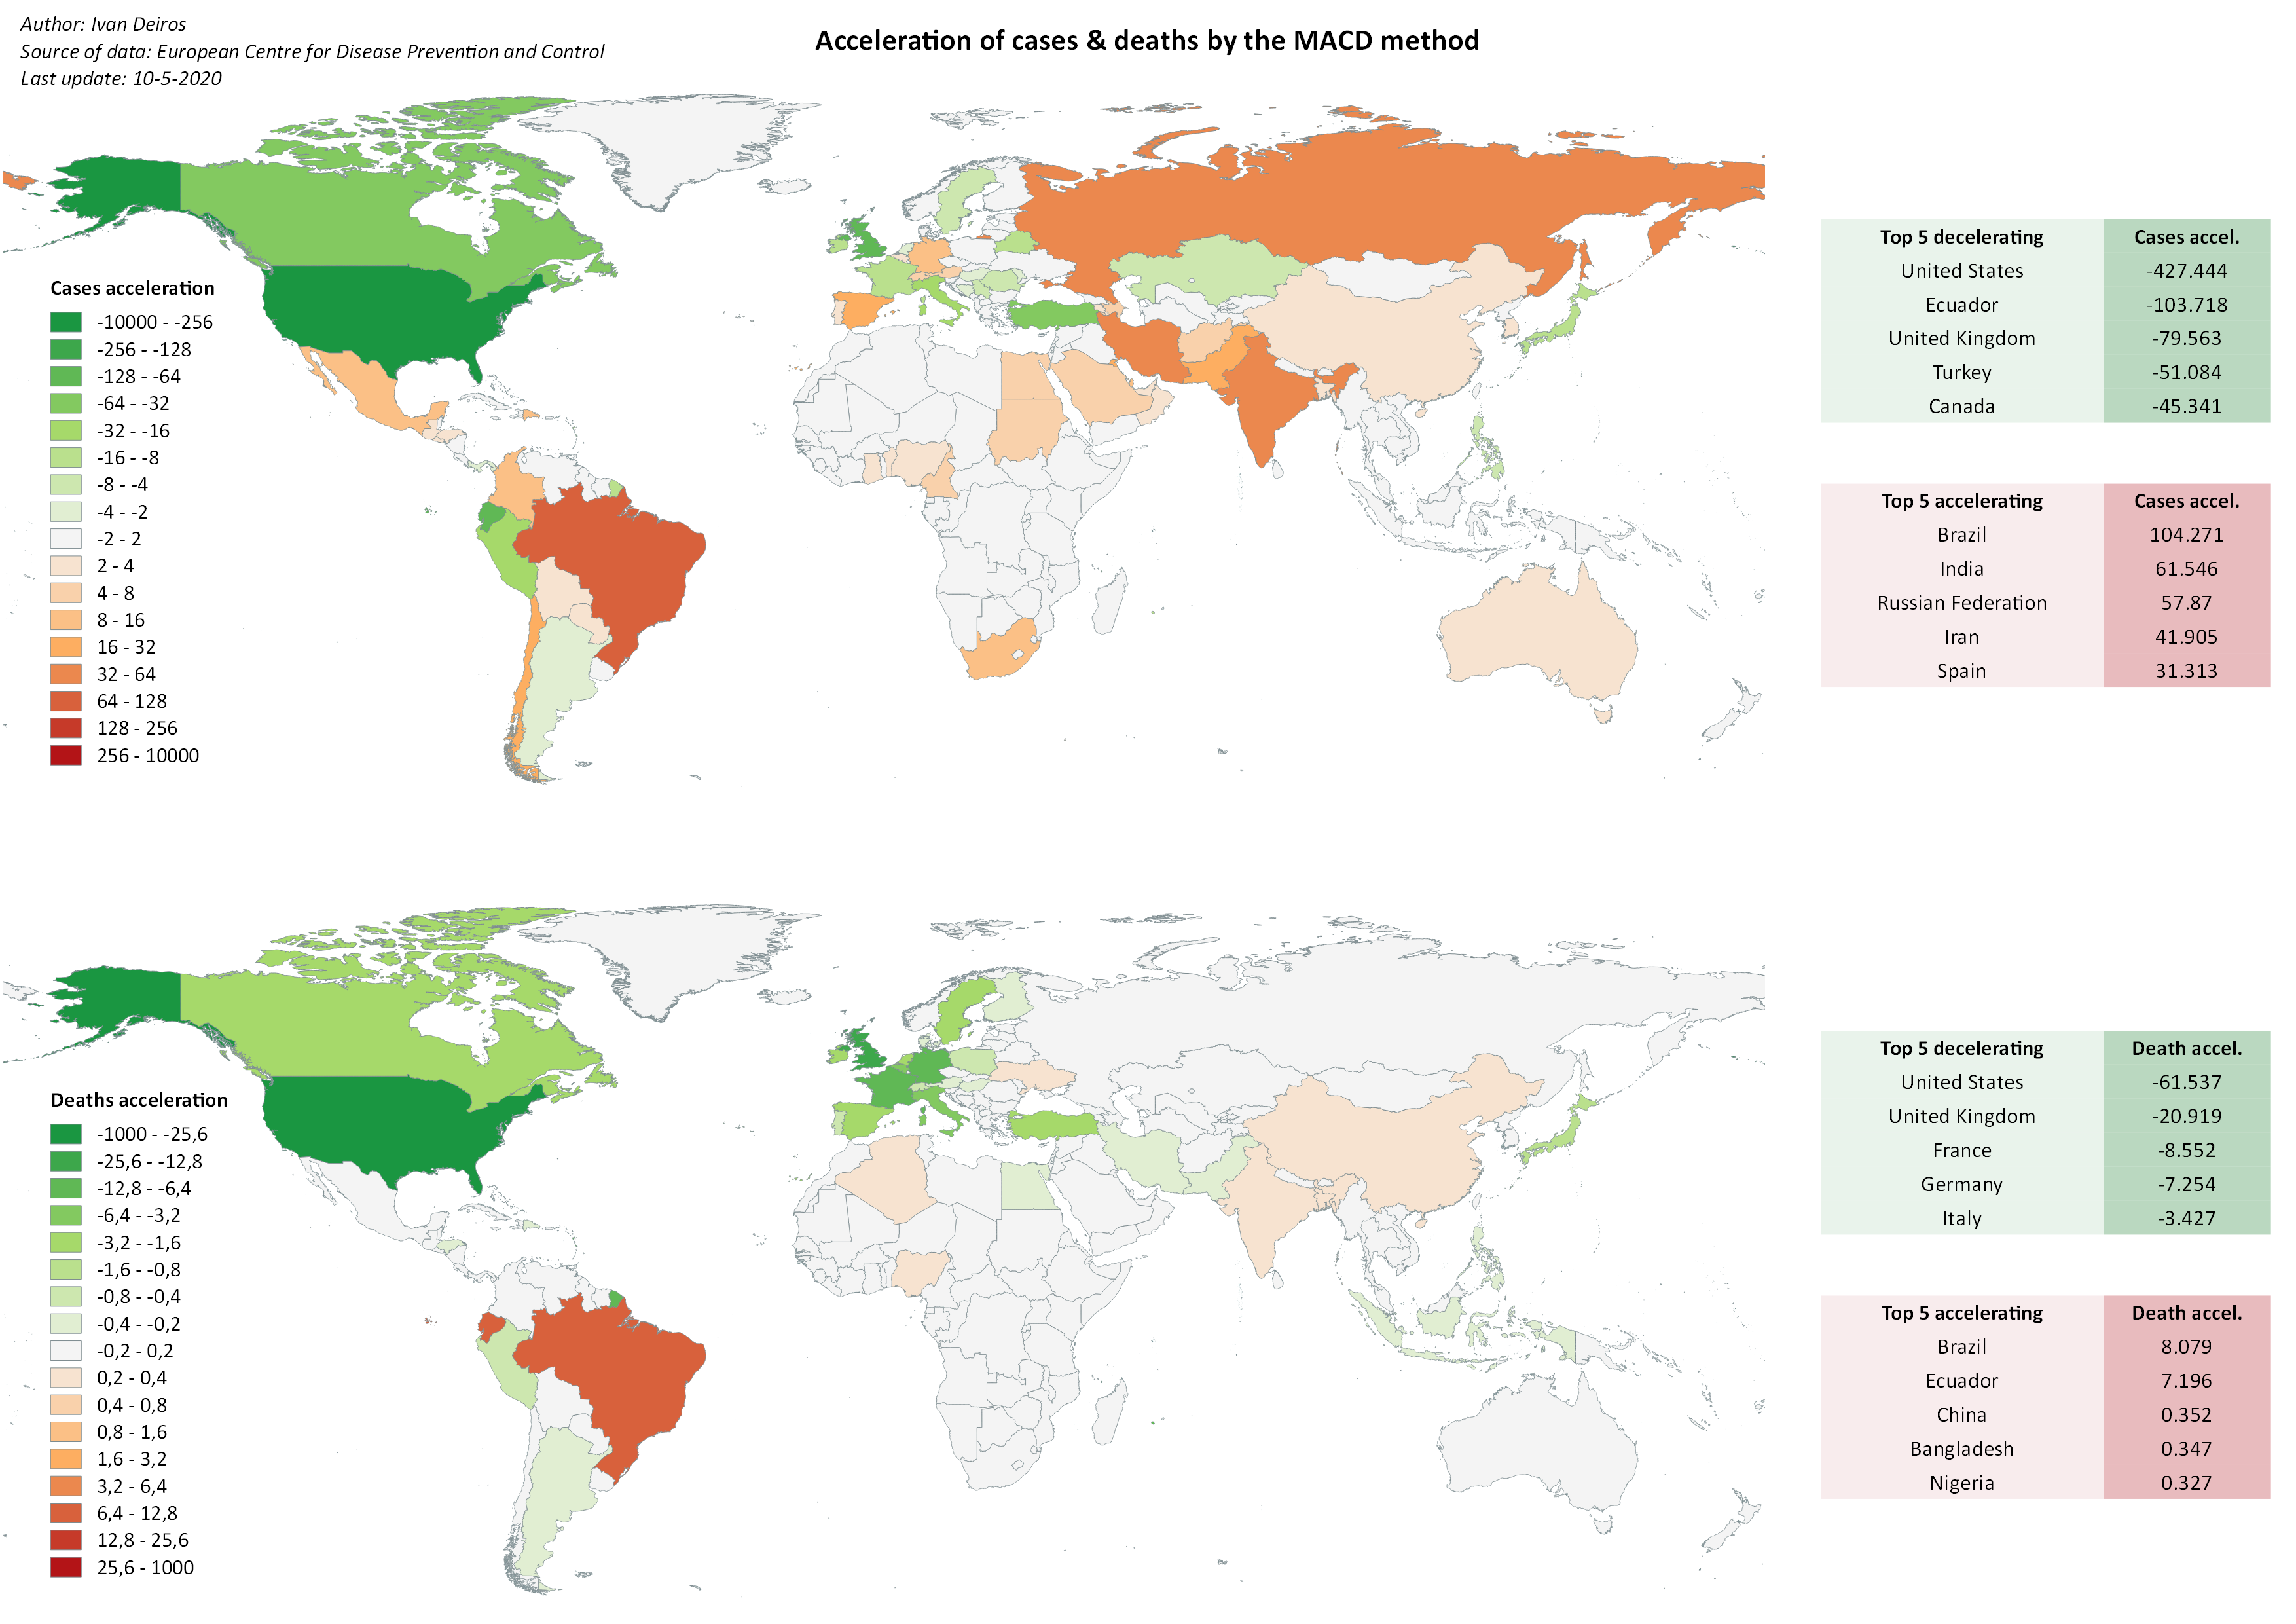 Author: Ivan Deiros
Source of data: European Centre for Disease Prevention and Control
Last update: 10-5-2020
Acceleration of cases & deaths by the MACD method
Cases acceleration
-10000 - -256
-256 - -128
-128 - -64
-64 - -32
-32 - -16
-16 - -8
-8 - -4
-4 - -2
-2 - 2
2 - 4
4 - 8
8 - 16
16 - 32
32 - 64
64 - 128
128 - 256
256 - 10000
Top 5 decelerating Cases accel.
United States -427.444
Ecuador -103.718
United Kingdom -79.563
Turkey -51.084
Canada -45.341
Top 5 accelerating Cases accel.
Brazil 104.271
India 61.546
Russian Federation 57.87
Iran 41.905
Spain 31.313
Deaths acceleration
-1000 - -25,6
-25,6 - -12,8
-12,8 - -6,4
-6,4 - -3,2
-3,2 - -1,6
-1,6 - -0,8
-0,8 - -0,4
-0,4 - -0,2
-0,2 - 0,2
0,2 - 0,4
0,4 - 0,8
0,8 - 1,6
1,6 - 3,2
3,2 - 6,4
6,4 - 12,8
12,8 - 25,6
25,6 - 1000
Top 5 decelerating Death accel.
United States -61.537
United Kingdom -20.919
France -8.552
Germany -7.254
Italy -3.427
Top 5 accelerating Death accel.
Brazil 8.079
Ecuador 7.196
China 0.352
Bangladesh 0.347
Nigeria 0.327